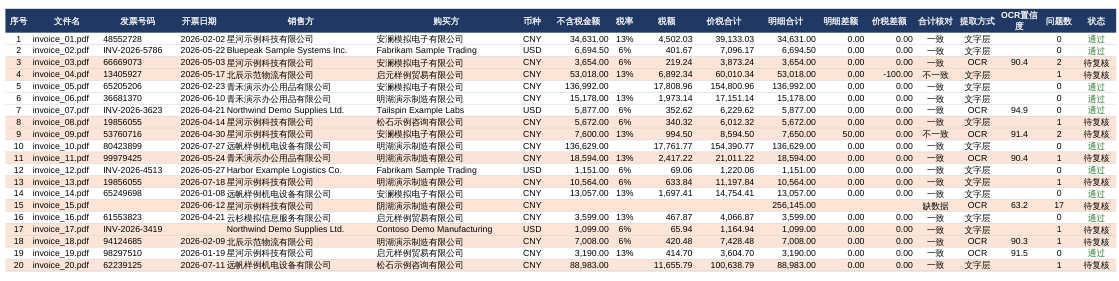 序号 文件名 发票号码 开票日期 销售方 购买方 币种 不含税金额 税率 税额 价税合计 明细合计 明细差额 价税差额 合计核对 提取方式 OCR置信度 问题数 状态
1 invoice_01.pdf 48552728 2026-02-02 星河示例科技有限公司 安澜模拟电子有限公司 CNY 34,631.00 13% 4,502.03 39,133.03 34,631.00 0.00 0.00 一致 文字层 0 通过
2 invoice_02.pdf INV-2026-5786 2026-05-22 Bluepeak Sample Systems Inc. Fabrikam Sample Trading USD 6,694.50 6% 401.67 7,096.17 6,694.50 0.00 0.00 一致 文字层 0 通过
3 invoice_03.pdf 66669073 2026-05-03 星河示例科技有限公司 安澜模拟电子有限公司 CNY 3,654.00 6% 219.24 3,873.24 3,654.00 0.00 0.00 一致 OCR 90.4 2 待复核
4 invoice_04.pdf 13405927 2026-05-17 北辰示范物流有限公司 启元样例贸易有限公司 CNY 53,018.00 13% 6,892.34 60,010.34 53,018.00 0.00 -100.00 不一致 文字层 1 待复核
5 invoice_05.pdf 65205206 2026-02-23 青禾演示办公用品有限公司 安澜模拟电子有限公司 CNY 136,992.00 17,808.96 154,800.96 136,992.00 0.00 0.00 一致 文字层 0 通过
6 invoice_06.pdf 36681370 2026-06-10 青禾演示办公用品有限公司 明湖演示制造有限公司 CNY 15,178.00 13% 1,973.14 17,151.14 15,178.00 0.00 0.00 一致 文字层 0 通过
7 invoice_07.pdf INV-2026-3623 2026-04-21 Northwind Demo Supplies Ltd. Tailspin Example Labs USD 5,877.00 6% 352.62 6,229.62 5,877.00 0.00 0.00 一致 OCR 94.9 0 通过
8 invoice_08.pdf 19856055 2026-04-14 星河示例科技有限公司 松石示例咨询有限公司 CNY 5,672.00 6% 340.32 6,012.32 5,672.00 0.00 0.00 一致 文字层 1 待复核
9 invoice_09.pdf 53760716 2026-04-30 星河示例科技有限公司 安澜模拟电子有限公司 CNY 7,600.00 13% 994.50 8,594.50 7,650.00 50.00 0.00 不一致 OCR 91.4 2 待复核
10 invoice_10.pdf 80423899 2026-07-27 远帆样例机电设备有限公司 明湖演示制造有限公司 CNY 136,629.00 17,761.77 154,390.77 136,629.00 0.00 0.00 一致 文字层 0 通过
11 invoice_11.pdf 99979425 2026-05-24 青禾演示办公用品有限公司 明湖演示制造有限公司 CNY 18,594.00 13% 2,417.22 21,011.22 18,594.00 0.00 0.00 一致 OCR 90.4 1 待复核
12 invoice_12.pdf INV-2026-4513 2026-05-27 Harbor Example Logistics Co. Fabrikam Sample Trading USD 1,151.00 6% 69.06 1,220.06 1,151.00 0.00 0.00 一致 文字层 0 通过
13 invoice_13.pdf 19856055 2026-07-18 星河示例科技有限公司 明湖演示制造有限公司 CNY 10,564.00 6% 633.84 11,197.84 10,564.00 0.00 0.00 一致 文字层 1 待复核
14 invoice_14.pdf 65249698 2026-01-08 远帆样例机电设备有限公司 安澜模拟电子有限公司 CNY 13,057.00 13% 1,697.41 14,754.41 13,057.00 0.00 0.00 一致 文字层 0 通过
15 invoice_15.pdf 2026-06-12 星河示例科技有限公司 阴湖演示制造有限公司 CNY 256,145.00 缺数据 OCR 63.2 17 待复核
16 invoice_16.pdf 61553823 2026-04-21 云杉模拟信息服务有限公司 启元样例贸易有限公司 CNY 3,599.00 13% 467.87 4,066.87 3,599.00 0.00 0.00 一致 文字层 0 通过
17 invoice_17.pdf INV-2026-3419 Northwind Demo Supplies Ltd. Contoso Demo Manufacturing USD 1,099.00 6% 65.94 1,164.94 1,099.00 0.00 0.00 一致 文字层 1 待复核
18 invoice_18.pdf 94124685 2026-02-09 北辰示范物流有限公司 明湖演示制造有限公司 CNY 7,008.00 6% 420.48 7,428.48 7,008.00 0.00 0.00 一致 OCR 90.3 1 待复核
19 invoice_19.pdf 98297510 2026-01-19 星河示例科技有限公司 启元样例贸易有限公司 CNY 3,190.00 13% 414.70 3,604.70 3,190.00 0.00 0.00 一致 OCR 91.5 0 通过
20 invoice_20.pdf 62239125 2026-07-11 远帆样例机电设备有限公司 松石示例咨询有限公司 CNY 88,983.00 11,655.79 100,638.79 88,983.00 0.00 0.00 一致 文字层 1 待复核